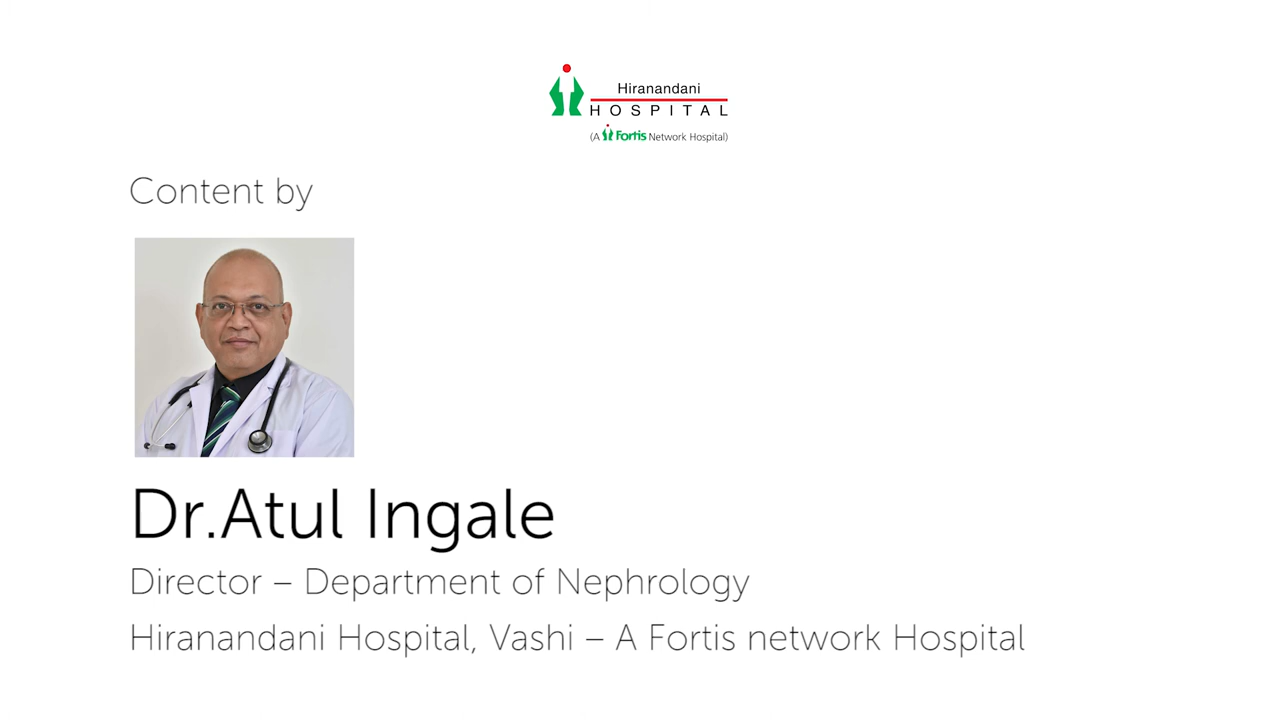 Hiranandani
HOSPITAL
(A Fortis Network Hospital)
Content by
Dr.Atul Ingale
Director – Department of Nephrology
Hiranandani Hospital, Vashi – A Fortis network Hospital